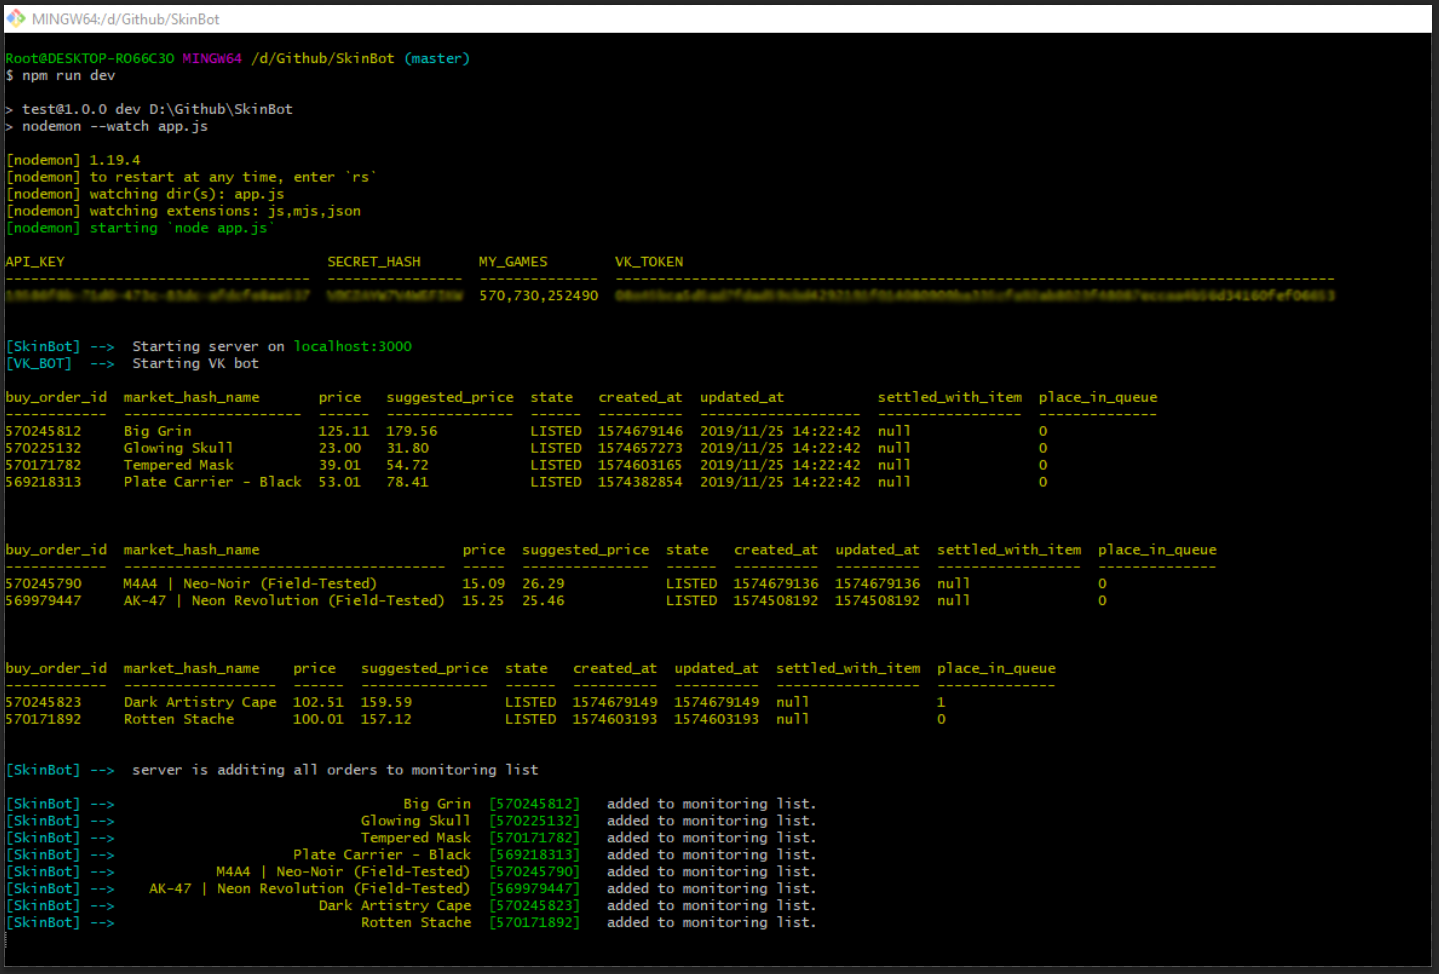 MINGW64:/d/Github/SkinBot
Root@DESKTOP-RO66C3O MINGW64 /d/Github/SkinBot (master)
$ npm run dev
> test@1.0.0 dev D:\Github\SkinBot
> nodemon --watch app.js
[nodemon] 1.19.4
[nodemon] to restart at any time, enter `rs`
[nodemon] watching dir(s): app.js
[nodemon] watching extensions: js,mjs,json
[nodemon] starting `node app.js`
API_KEY SECRET_HASH MY_GAMES VK_TOKEN
570,730,252490
[SkinBot] --> Starting server on localhost:3000
[VK_BOT] --> Starting VK bot
buy_order_id market_hash_name price suggested_price state created_at updated_at settled_with_item place_in_queue
570245812 Big Grin 125.11 179.56 LISTED 1574679146 2019/11/25 14:22:42 null 0
570225132 Glowing Skull 23.00 31.80 LISTED 1574657273 2019/11/25 14:22:42 null 0
570171782 Tempered Mask 39.01 54.72 LISTED 1574603165 2019/11/25 14:22:42 null 0
569218313 Plate Carrier - Black 53.01 78.41 LISTED 1574382854 2019/11/25 14:22:42 null 0
buy_order_id market_hash_name price suggested_price state created_at updated_at settled_with_item place_in_queue
570245790 M4A4 | Neo-Noir (Field-Tested) 15.09 26.29 LISTED 1574679136 1574679136 null 0
569979447 AK-47 | Neon Revolution (Field-Tested) 15.25 25.46 LISTED 1574508192 1574508192 null 0
buy_order_id market_hash_name price suggested_price state created_at updated_at settled_with_item place_in_queue
570245823 Dark Artistry Cape 102.51 159.59 LISTED 1574679149 1574679149 null 1
570171892 Rotten Stache 100.01 157.12 LISTED 1574603193 1574603193 null 0
[SkinBot] --> server is additing all orders to monitoring list
[SkinBot] --> Big Grin [570245812] added to monitoring list.
[SkinBot] --> Glowing Skull [570225132] added to monitoring list.
[SkinBot] --> Tempered Mask [570171782] added to monitoring list.
[SkinBot] --> Plate Carrier - Black [569218313] added to monitoring list.
[SkinBot] --> M4A4 | Neo-Noir (Field-Tested) [570245790] added to monitoring list.
[SkinBot] --> AK-47 | Neon Revolution (Field-Tested) [569979447] added to monitoring list.
[SkinBot] --> Dark Artistry Cape [570245823] added to monitoring list.
[SkinBot] --> Rotten Stache [570171892] added to monitoring list.